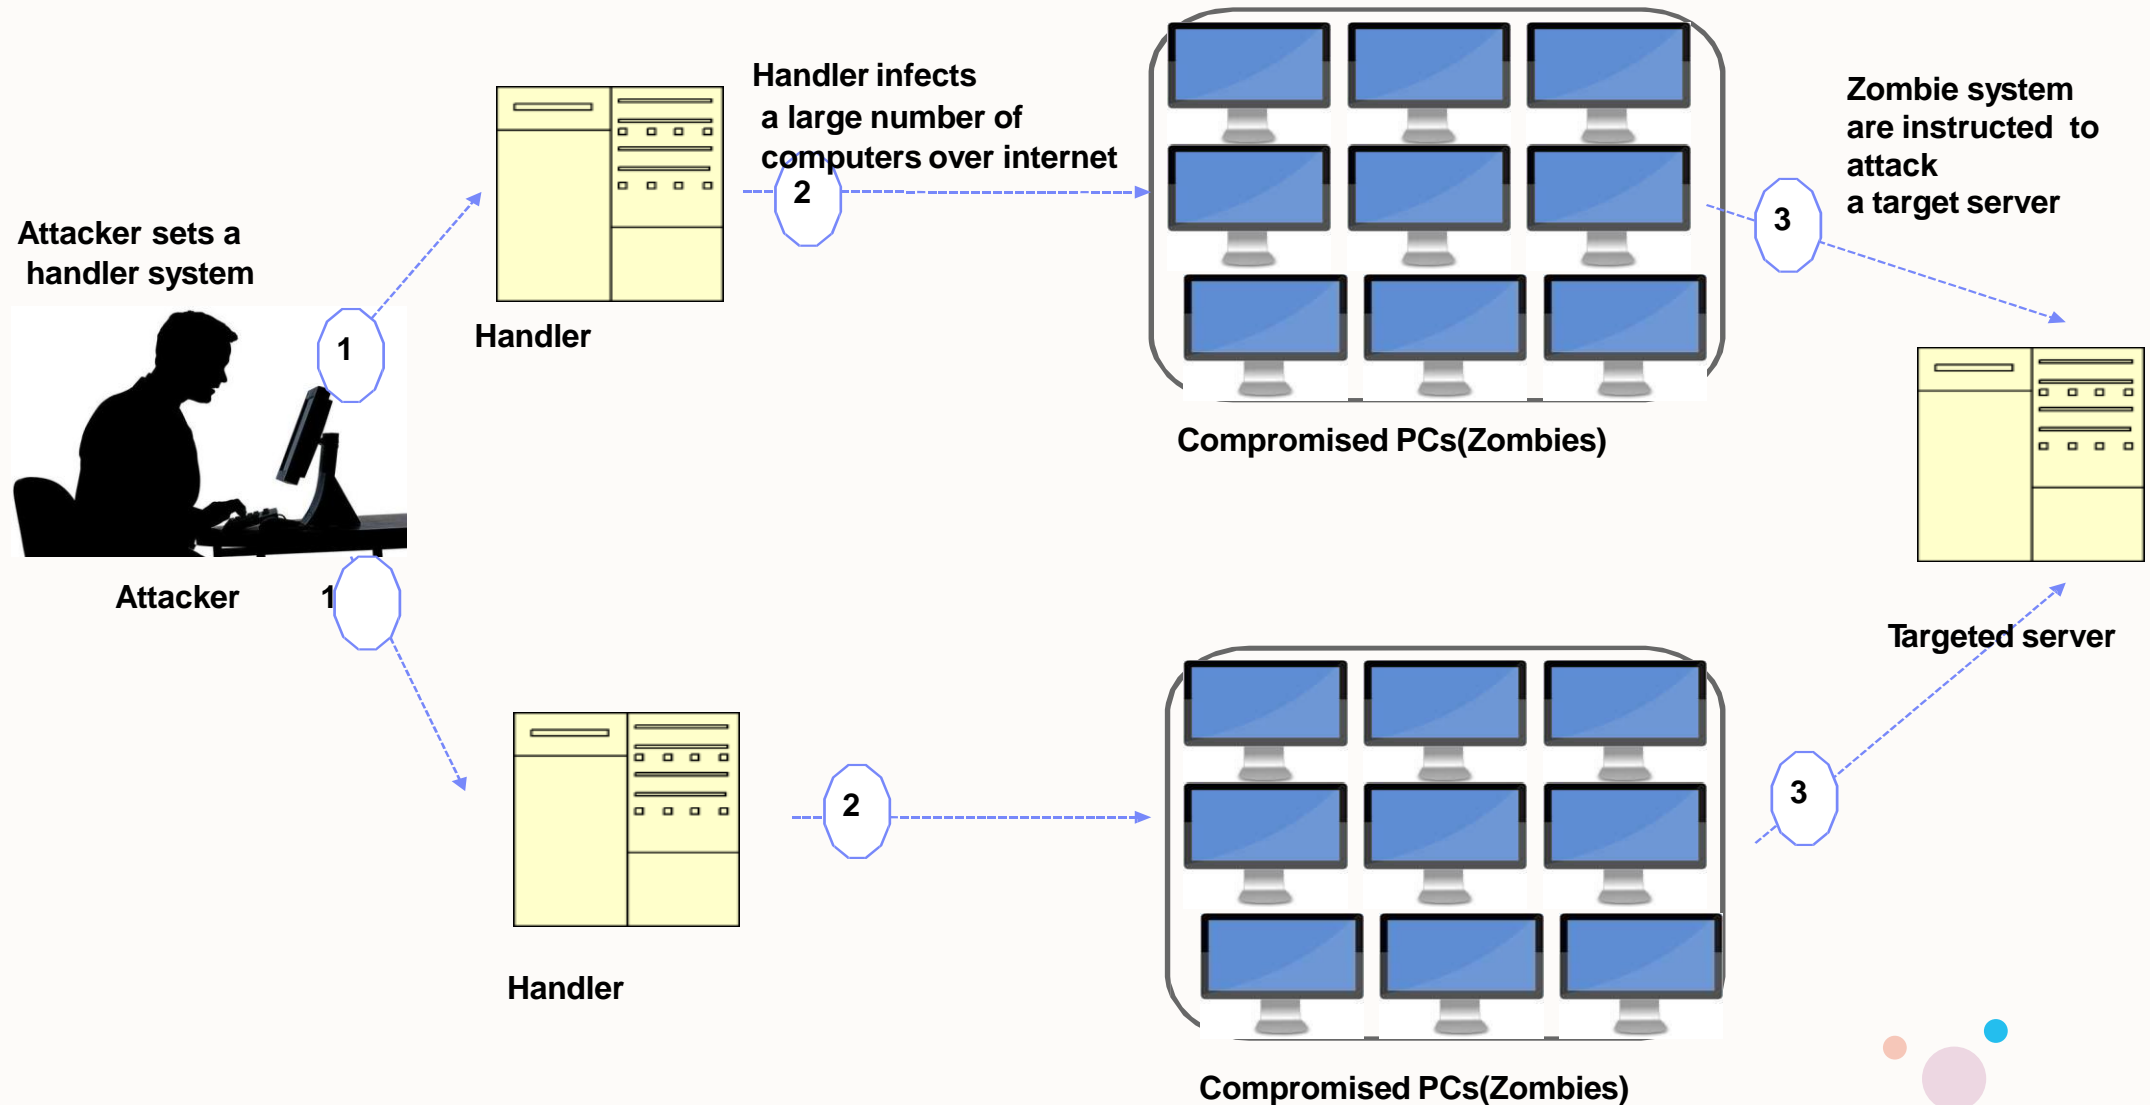 Handler infects
a large number of
computers over internet
Zombie system
are instructed  to
attack
a target server
2
3
Attacker sets a
handler system
1
Handler
Compromised PCs(Zombies)
Attacker
1
Targeted server
2
3
Handler
Compromised PCs(Zombies)